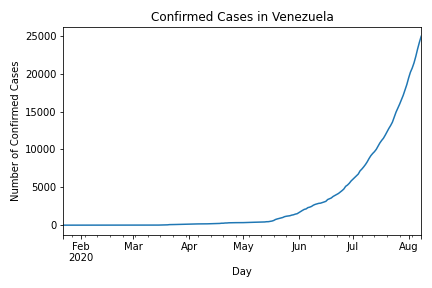 Confirmed Cases in Venezuela
Number of Confirmed Cases
25000
20000
15000
10000
5000
0
Feb Mar Apr May Jun Jul Aug
2020
Day